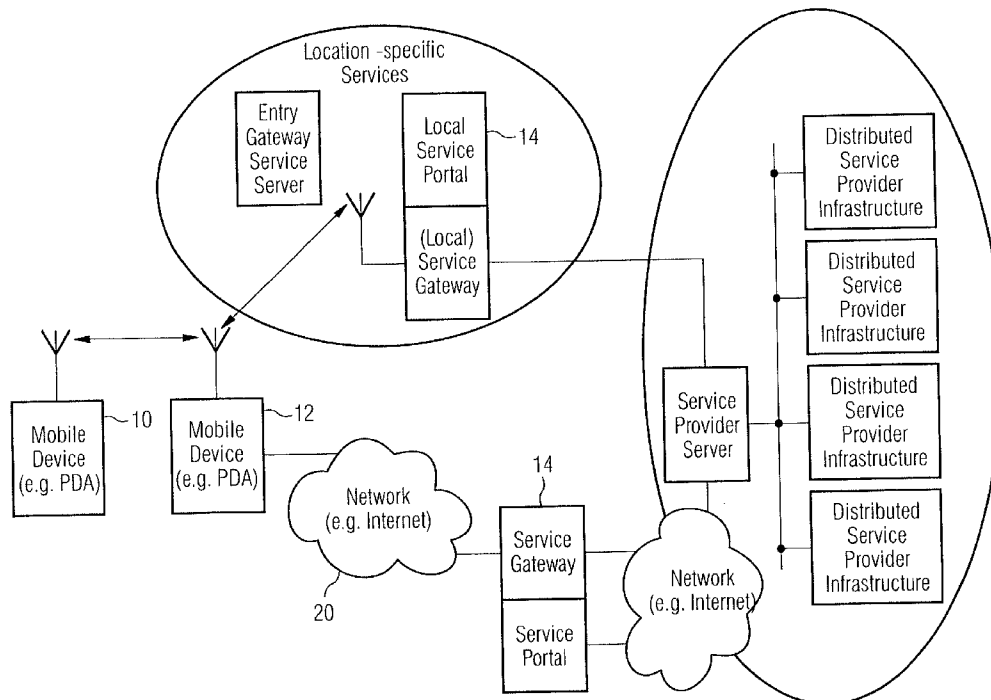 Location -specific
Services
Entry
Gateway
Service
Server
Local
Service
Portal
14
(Local)
Service
Gateway
Distributed
Service
Provider
Infrastructure
Distributed
Service
Provider
Infrastructure
Distributed
Service
Provider
Infrastructure
Distributed
Service
Provider
Infrastructure
Service
Provider
Server
10
Mobile
Device
(e.g. PDA)
12
Mobile
Device
(e.g. PDA)
Network
(e.g. Internet)
20
14
Service
Gateway
Service
Portal
Network
(e.g. Internet)